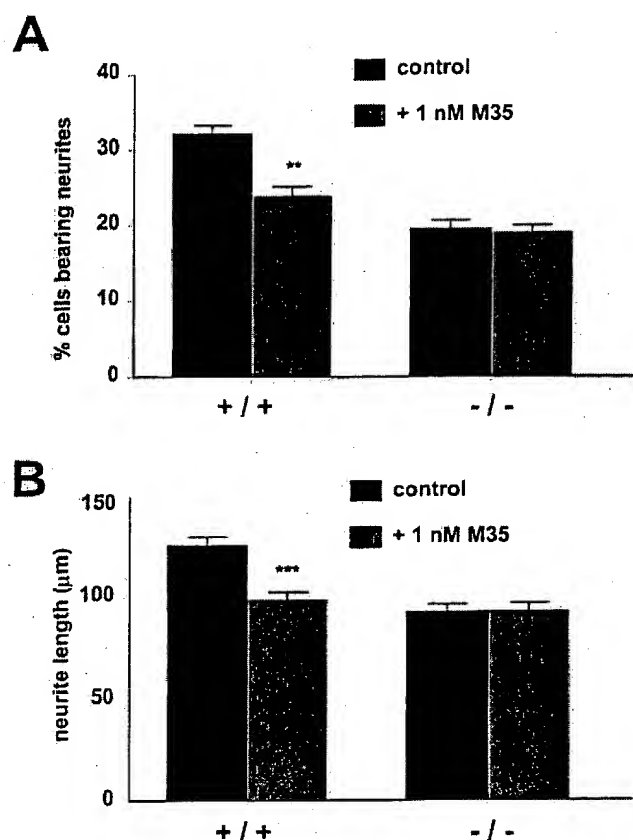 A
control
+ 1 nM M35
% cells bearing neurites
40
30
20
10
0
**
+ / +
- / -
B
control
+ 1 nM M35
neurite length (μm)
150
100
50
0
***
+ / +
- / -